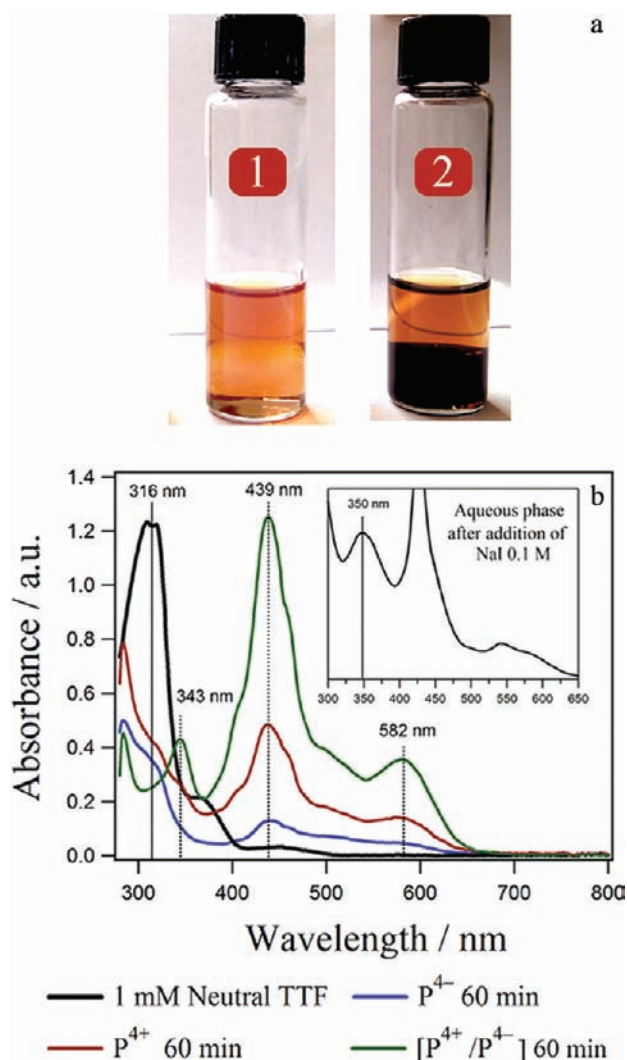 a
1
2
b
1.4
1.2
1.0
0.8
0.6
0.4
0.2
0.0
Absorbance / a.u.
316 nm
439 nm
343 nm
582 nm
350 nm
Aqueous phase
after addition of
NaI 0.1 M
300 350 400 450 500 550 600 650
300 400 500 600 700 800
Wavelength / nm
1 mM Neutral TTF
P⁴⁻ 60 min
P⁴⁺ 60 min
[P⁴⁺ /P⁴⁻] 60 min